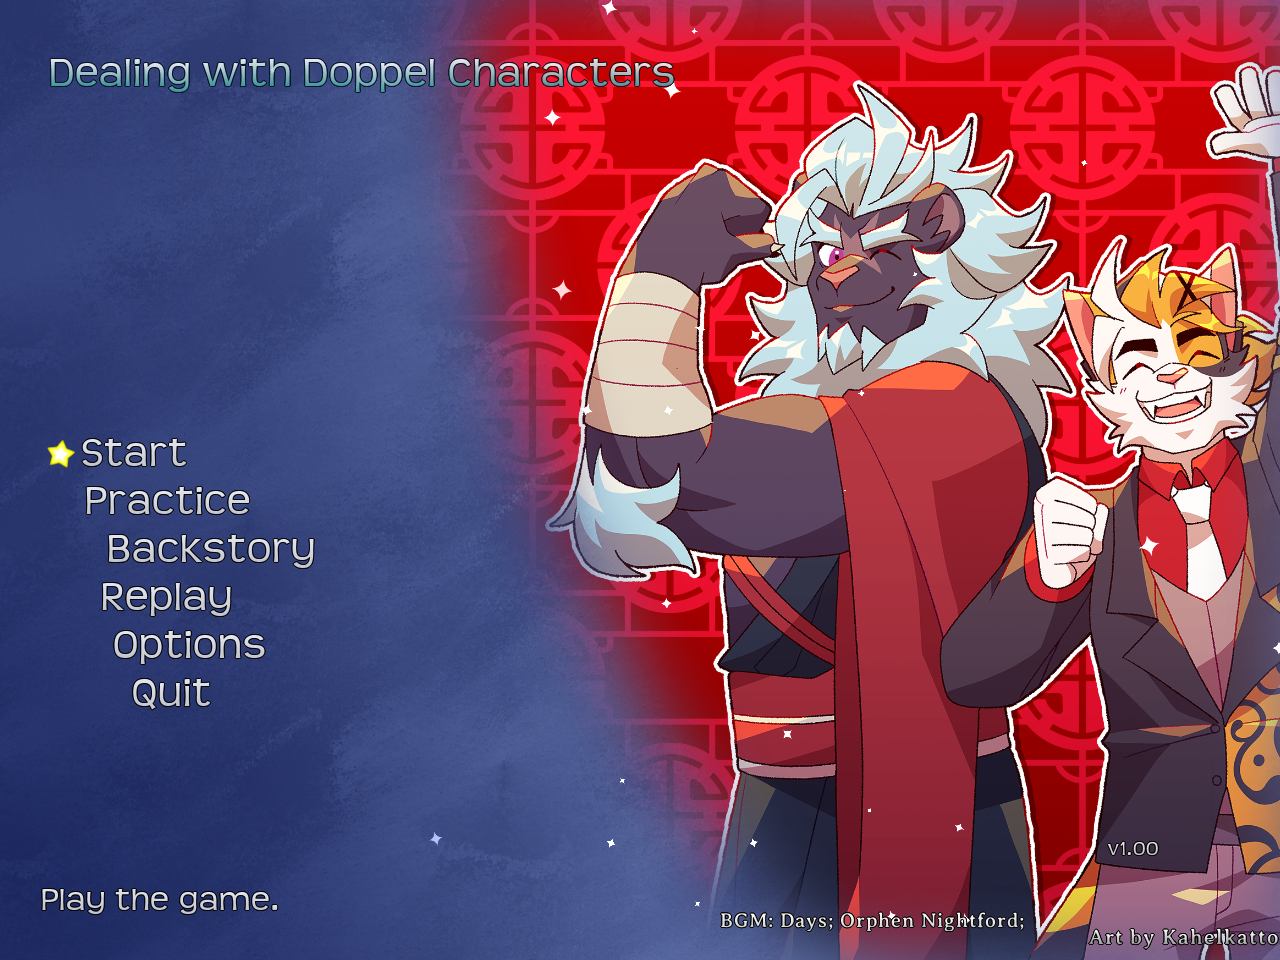 Dealing with Doppel Characters
Start
Practice
Backstory
Replay
Options
Quit
v1.00
Play the game.
BGM: Days; Orphen Nightford;
Art by Kahelkatto